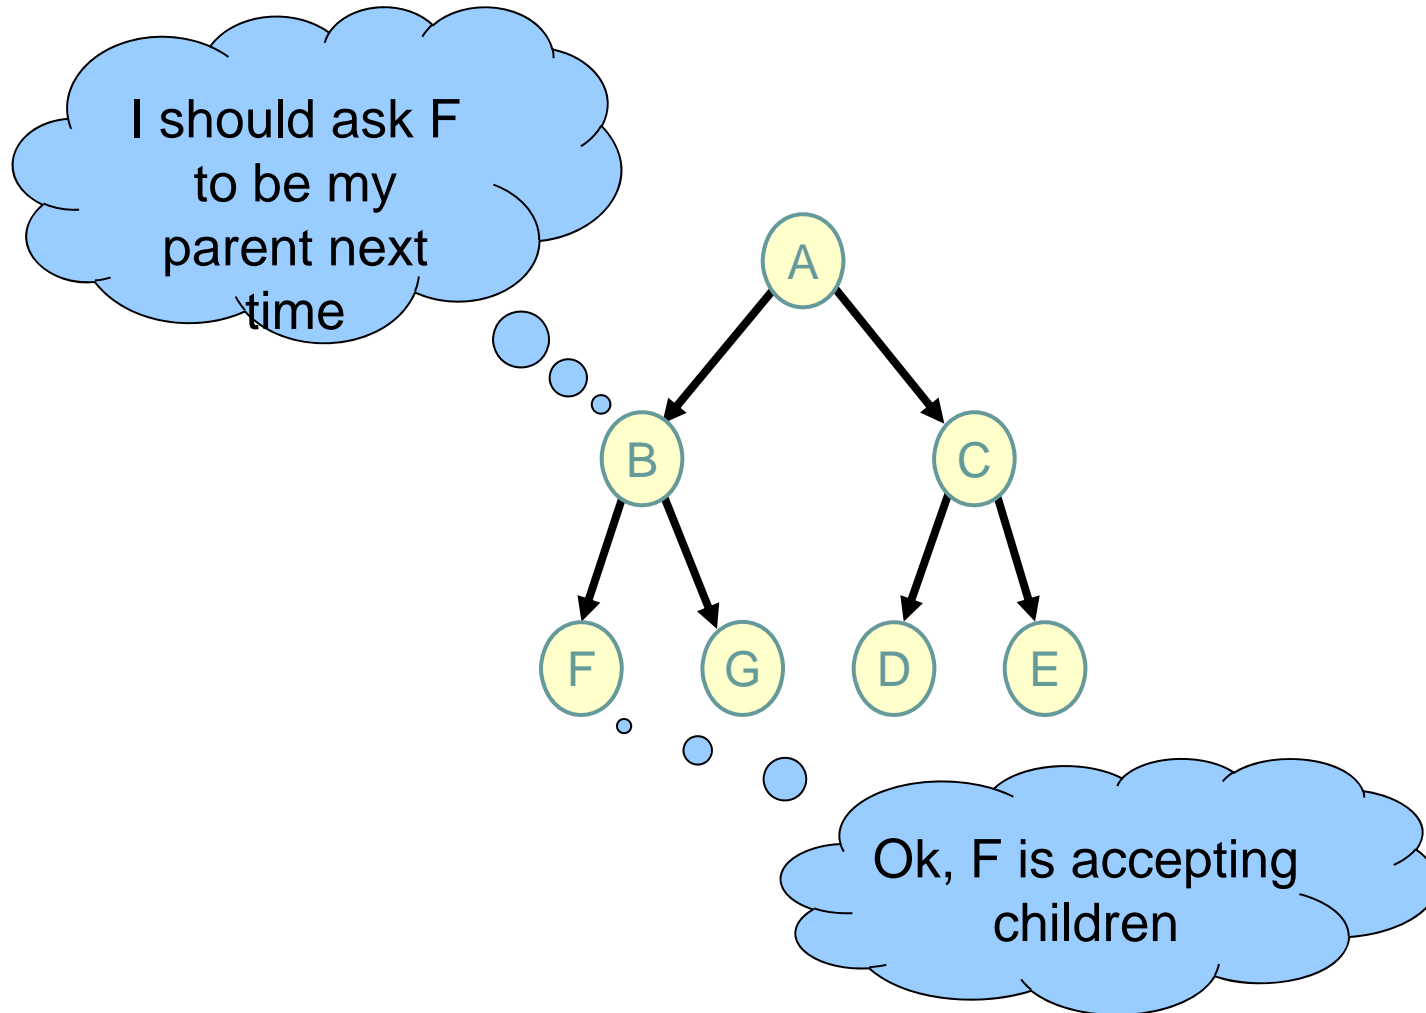 I should ask F
to be my
parent next
time
A
B
C
F
G
D
E
Ok, F is accepting
children